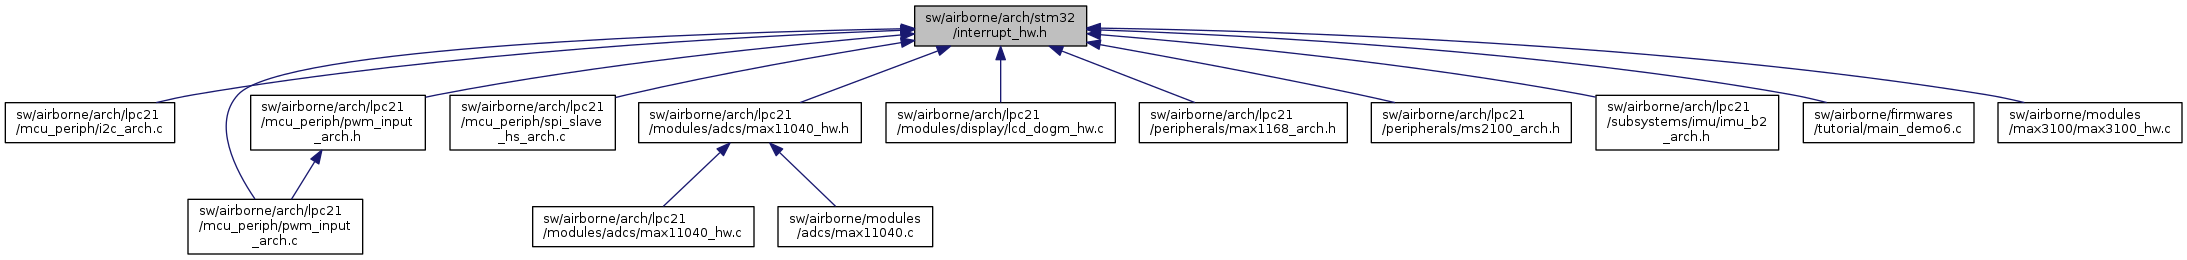 sw/airborne/arch/stm32
/interrupt_hw.h
sw/airborne/arch/lpc21
/mcu_periph/i2c_arch.c
sw/airborne/arch/lpc21
/mcu_periph/pwm_input
_arch.h
sw/airborne/arch/lpc21
/mcu_periph/spi_slave
_hs_arch.c
sw/airborne/arch/lpc21
/modules/adcs/max11040_hw.h
sw/airborne/arch/lpc21
/modules/display/lcd_dogm_hw.c
sw/airborne/arch/lpc21
/peripherals/max1168_arch.h
sw/airborne/arch/lpc21
/peripherals/ms2100_arch.h
sw/airborne/arch/lpc21
/subsystems/imu/imu_b2
_arch.h
sw/airborne/firmwares
/tutorial/main_demo6.c
sw/airborne/modules
/max3100/max3100_hw.c
sw/airborne/arch/lpc21
/mcu_periph/pwm_input
_arch.c
sw/airborne/arch/lpc21
/modules/adcs/max11040_hw.c
sw/airborne/modules
/adcs/max11040.c